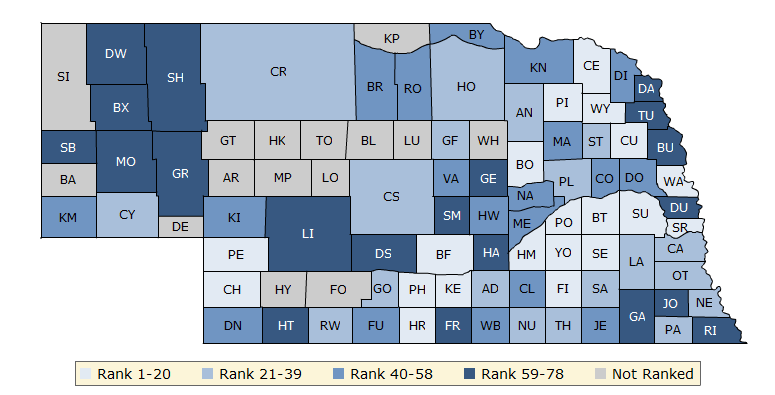 KP BY
SI DW SH CR BR RO HO KN CE DI DA
BX AN PI WY TU
SB MO GR GT HK TO BL LU GF WH MA ST CU BU
BA AR MP LO CS VA GE BO PL CO DO WA
KM CY DE KI LI SM HW NA ME PO BT SU DU SR
PE DS BF HA HM YO SE LA CA
CH HY FO GO PH KE AD CL FI SA OT
DN HT RW FU HR FR WB NU TH JE GA JO NE PA RI
Rank 1-20 Rank 21-39 Rank 40-58 Rank 59-78 Not Ranked